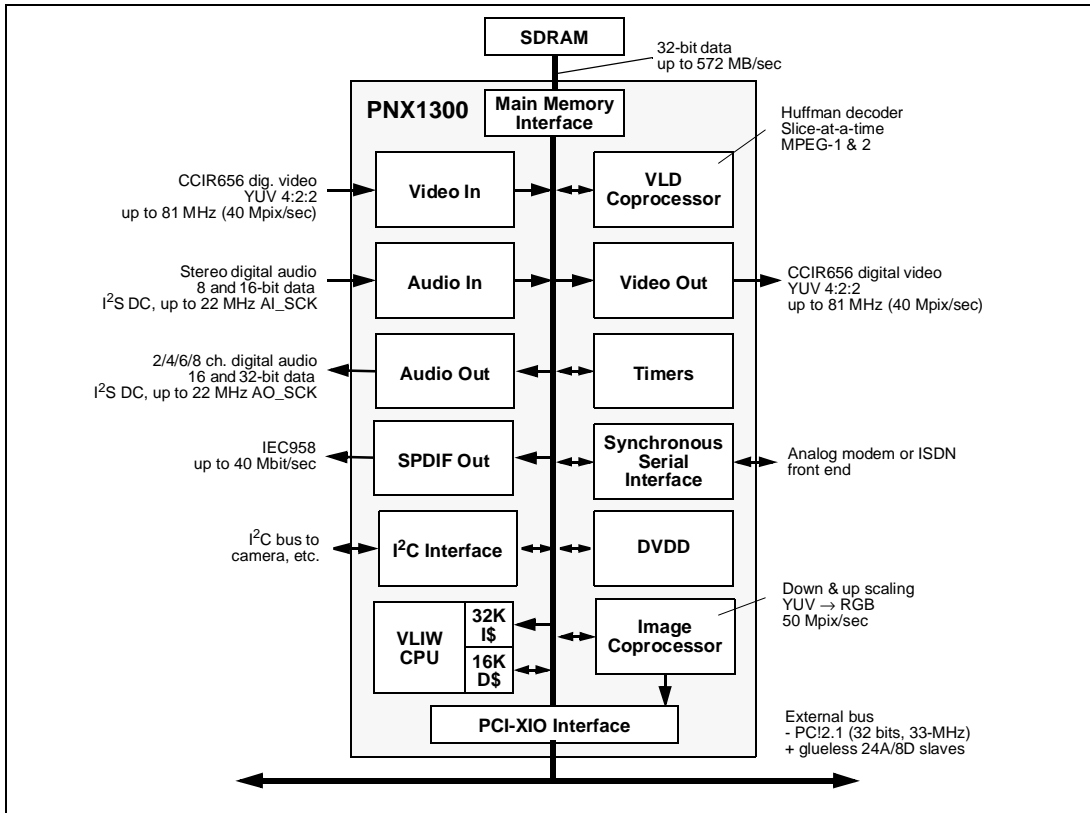 SDRAM
32-bit data
up to 572 MB/sec
PNX1300
Main Memory
Interface
Huffman decoder
Slice-at-a-time
MPEG-1 & 2
CCIR656 dig. video
YUV 4:2:2
up to 81 MHz (40 Mpix/sec)
Video In
VLD
Coprocessor
Stereo digital audio
8 and 16-bit data
I²S DC, up to 22 MHz AI_SCK
Audio In
Video Out
CCIR656 digital video
YUV 4:2:2
up to 81 MHz (40 Mpix/sec)
2/4/6/8 ch. digital audio
16 and 32-bit data
I²S DC, up to 22 MHz AO_SCK
Audio Out
Timers
IEC958
up to 40 Mbit/sec
SPDIF Out
Synchronous
Serial
Interface
Analog modem or ISDN
front end
I²C bus to
camera, etc.
I²C Interface
DVDD
Down & up scaling
YUV → RGB
50 Mpix/sec
VLIW
CPU
32K
I$
16K
D$
Image
Coprocessor
PCI-XIO Interface
External bus
- PC!2.1 (32 bits, 33-MHz)
+ glueless 24A/8D slaves